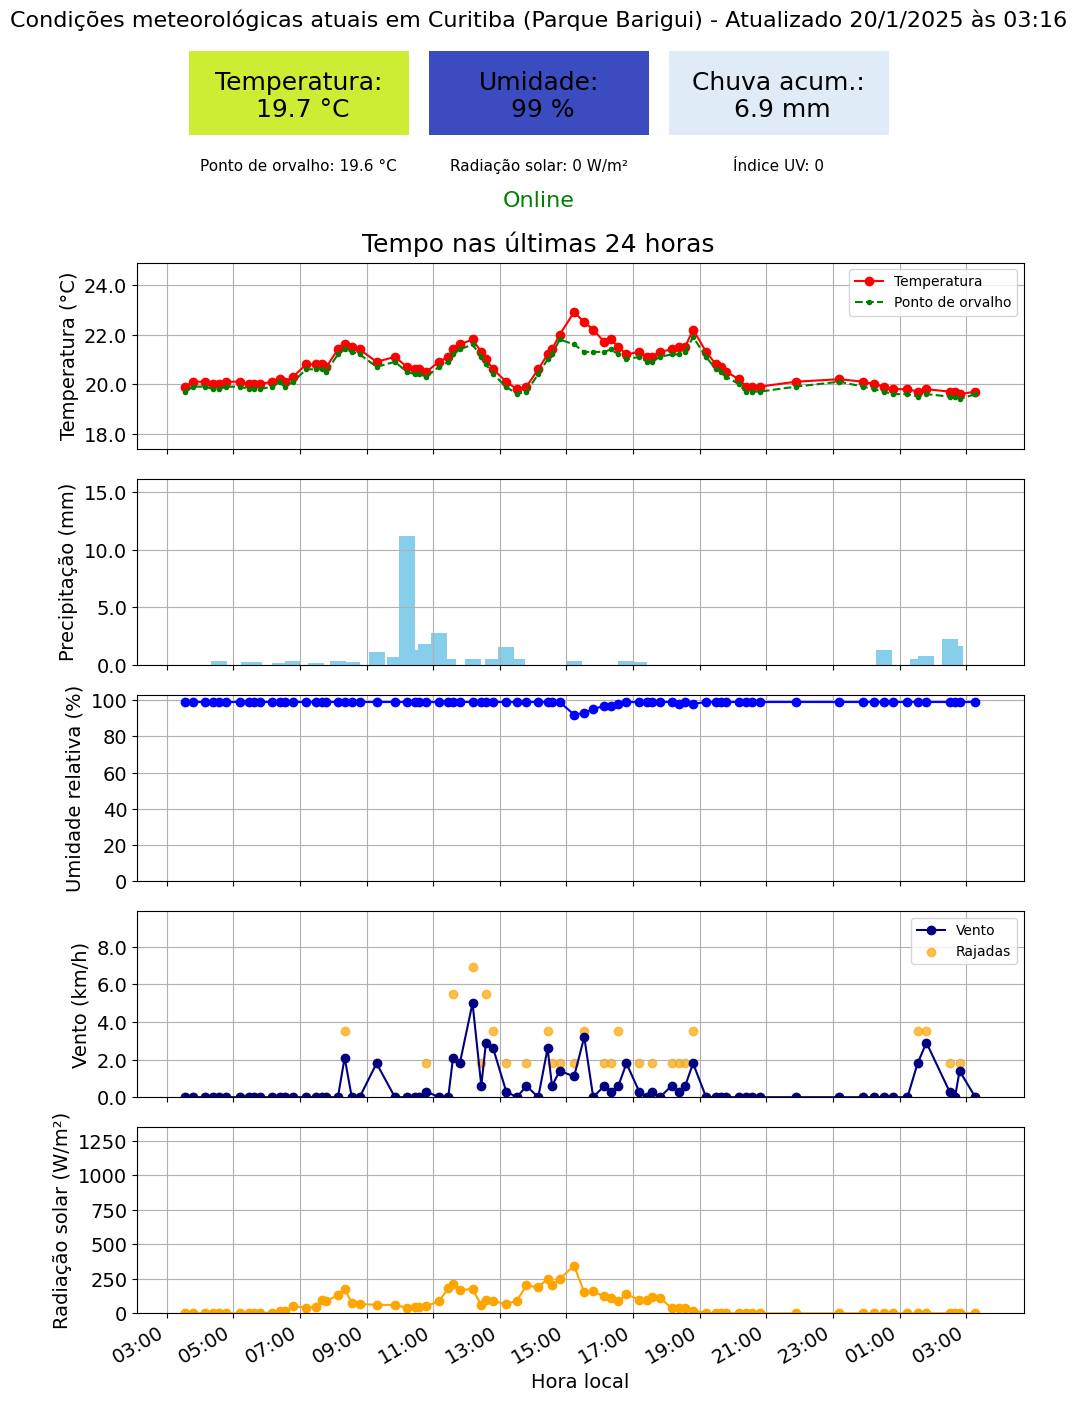 Condições meteorológicas atuais em Curitiba (Parque Barigui) - Atualizado 20/1/2025 às 03:16
Temperatura:
19.7 °C
Umidade:
99 %
Chuva acum.:
6.9 mm
Ponto de orvalho: 19.6 °C
Radiação solar: 0 W/m²
Índice UV: 0
Online
Tempo nas últimas 24 horas
Temperatura (°C)
24.0
22.0
20.0
18.0
Temperatura
Ponto de orvalho
Precipitação (mm)
15.0
10.0
5.0
0.0
Umidade relativa (%)
100
80
60
40
20
0
Vento (km/h)
8.0
6.0
4.0
2.0
0.0
Vento
Rajadas
Radiação solar (W/m²)
1250
1000
750
500
250
0
03:00
05:00
07:00
09:00
11:00
13:00
15:00
17:00
19:00
21:00
23:00
01:00
03:00
Hora local